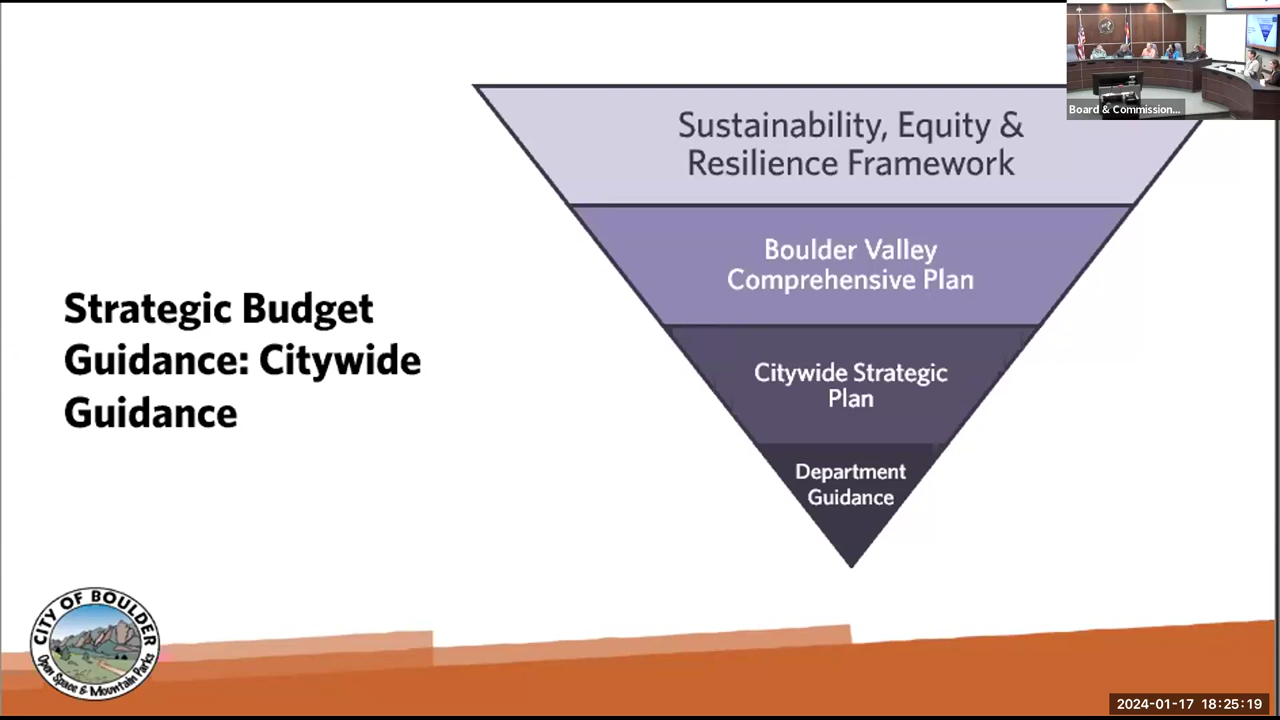 Sustainability, Equity &
Resilience Framework
Board & Commission...
Boulder Valley
Comprehensive Plan
Strategic Budget
Guidance: Citywide
Guidance
Citywide Strategic
Plan
Department
Guidance
CITY OF BOULDER
Open Space & Mountain Parks
2024-01-17 18:25:19